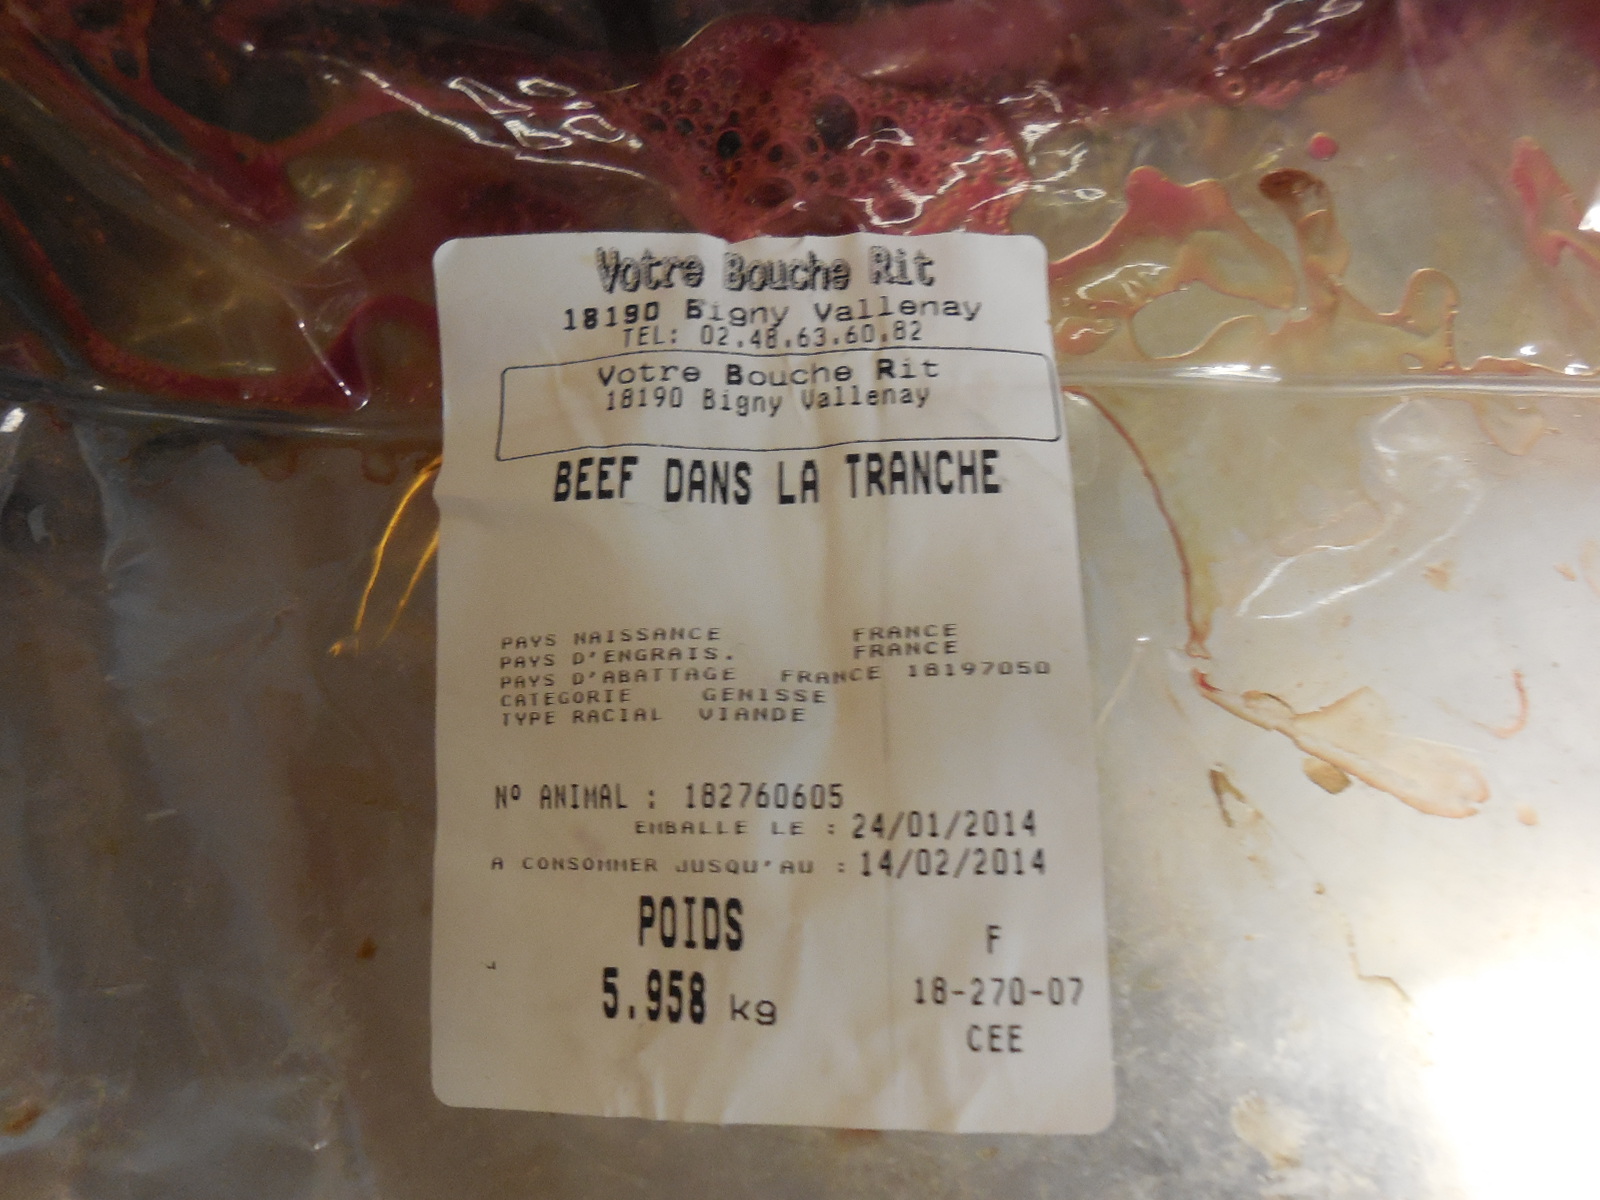 Votre Bouche Rit
18190 Bigny Vallenay
TEL: 02.48.63.60.82
Votre Bouche Rit
18190 Bigny Vallenay
BEEF DANS LA TRANCHE
PAYS NAISSANCE FRANCE
PAYS D'ENGRAIS. FRANCE
PAYS D'ABATTAGE FRANCE 18197050
CATEGORIE GENISSE
TYPE RACIAL VIANDE
Nº ANIMAL : 182760605
EMBALLE LE : 24/01/2014
A CONSOMMER JUSQU'AU : 14/02/2014
POIDS
5.958 kg
F
18-270-07
CEE